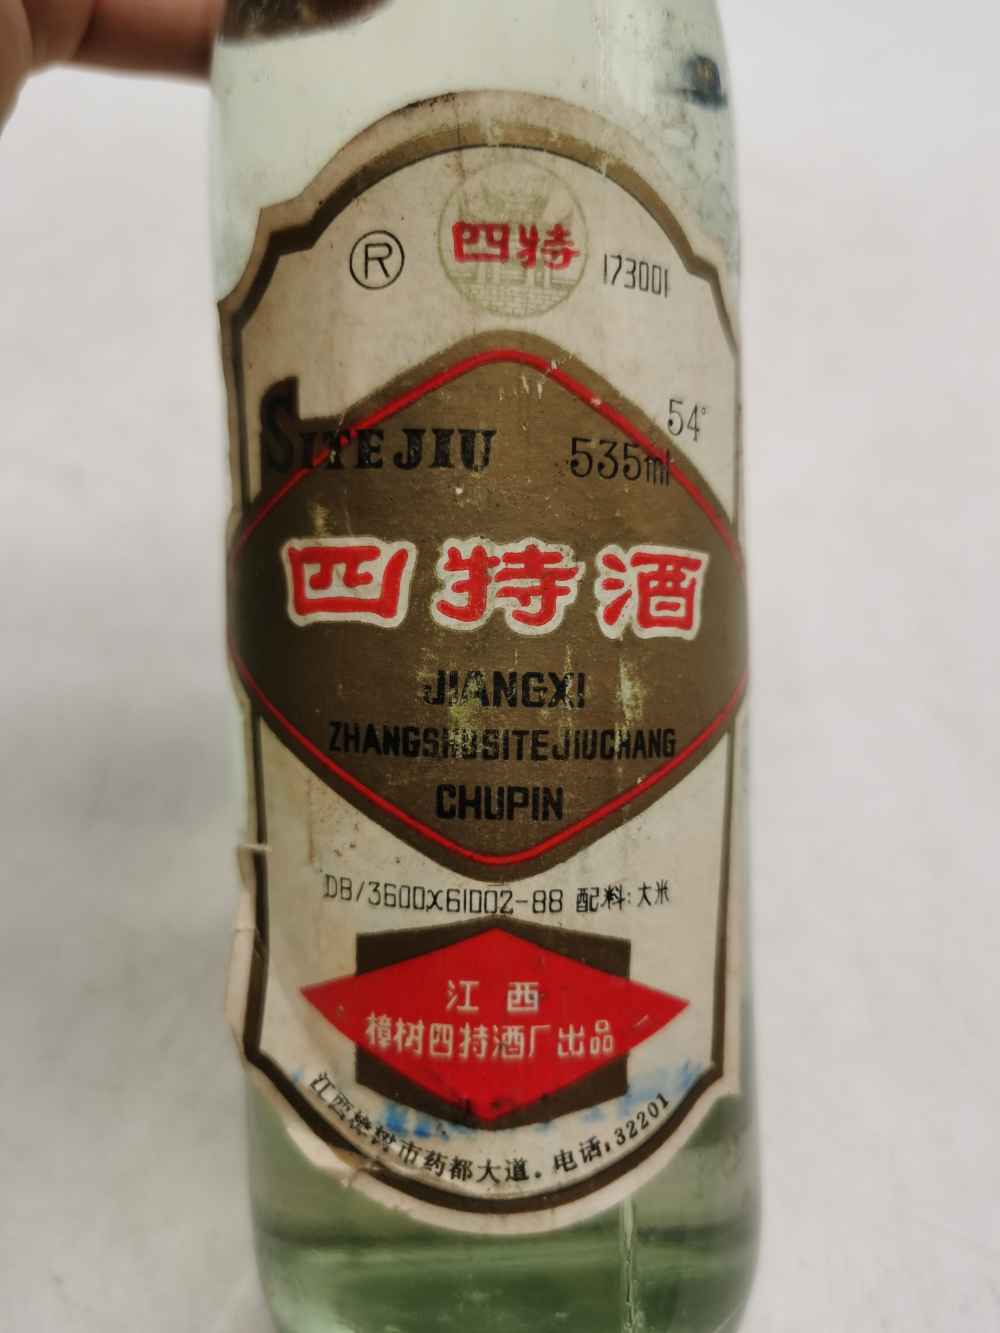 ®
四特
173001
54°
SITE JIU
535ml
四特酒
JIANGXI
ZHANGSHUSITEJIUCHANG
CHUPIN
DB/3600X61002-88 配料:大米
江西
樟树四特酒厂出品
江西樟树市药都大道。电话:32201